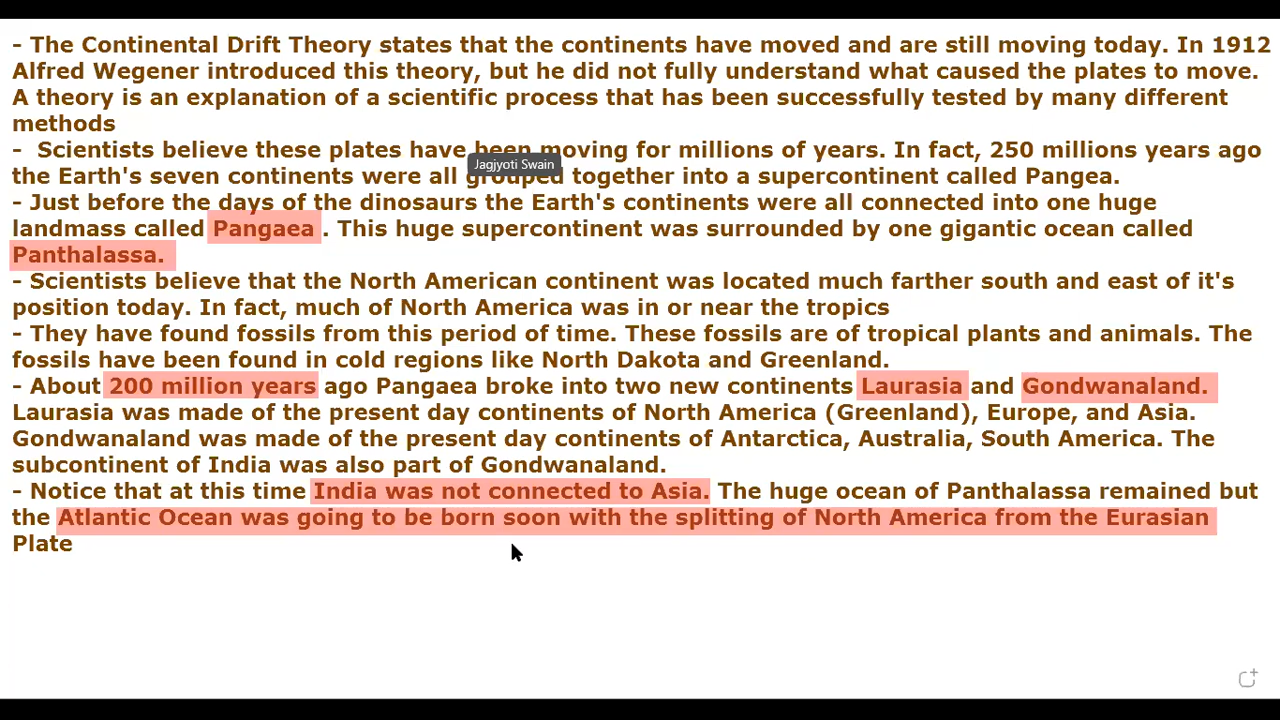 - The Continental Drift Theory states that the continents have moved and are still moving today. In 1912
Alfred Wegener introduced this theory, but he did not fully understand what caused the plates to move.
A theory is an explanation of a scientific process that has been successfully tested by many different
methods
- Scientists believe these plates have been moving for millions of years. In fact, 250 millions years ago
Jagjyoti Swain
the Earth's seven continents were all grouped together into a supercontinent called Pangea.
- Just before the days of the dinosaurs the Earth's continents were all connected into one huge
landmass called Pangaea . This huge supercontinent was surrounded by one gigantic ocean called
Panthalassa.
- Scientists believe that the North American continent was located much farther south and east of it's
position today. In fact, much of North America was in or near the tropics
- They have found fossils from this period of time. These fossils are of tropical plants and animals. The
fossils have been found in cold regions like North Dakota and Greenland.
- About 200 million years ago Pangaea broke into two new continents Laurasia and Gondwanaland.
Laurasia was made of the present day continents of North America (Greenland), Europe, and Asia.
Gondwanaland was made of the present day continents of Antarctica, Australia, South America. The
subcontinent of India was also part of Gondwanaland.
- Notice that at this time India was not connected to Asia. The huge ocean of Panthalassa remained but
the Atlantic Ocean was going to be born soon with the splitting of North America from the Eurasian
Plate